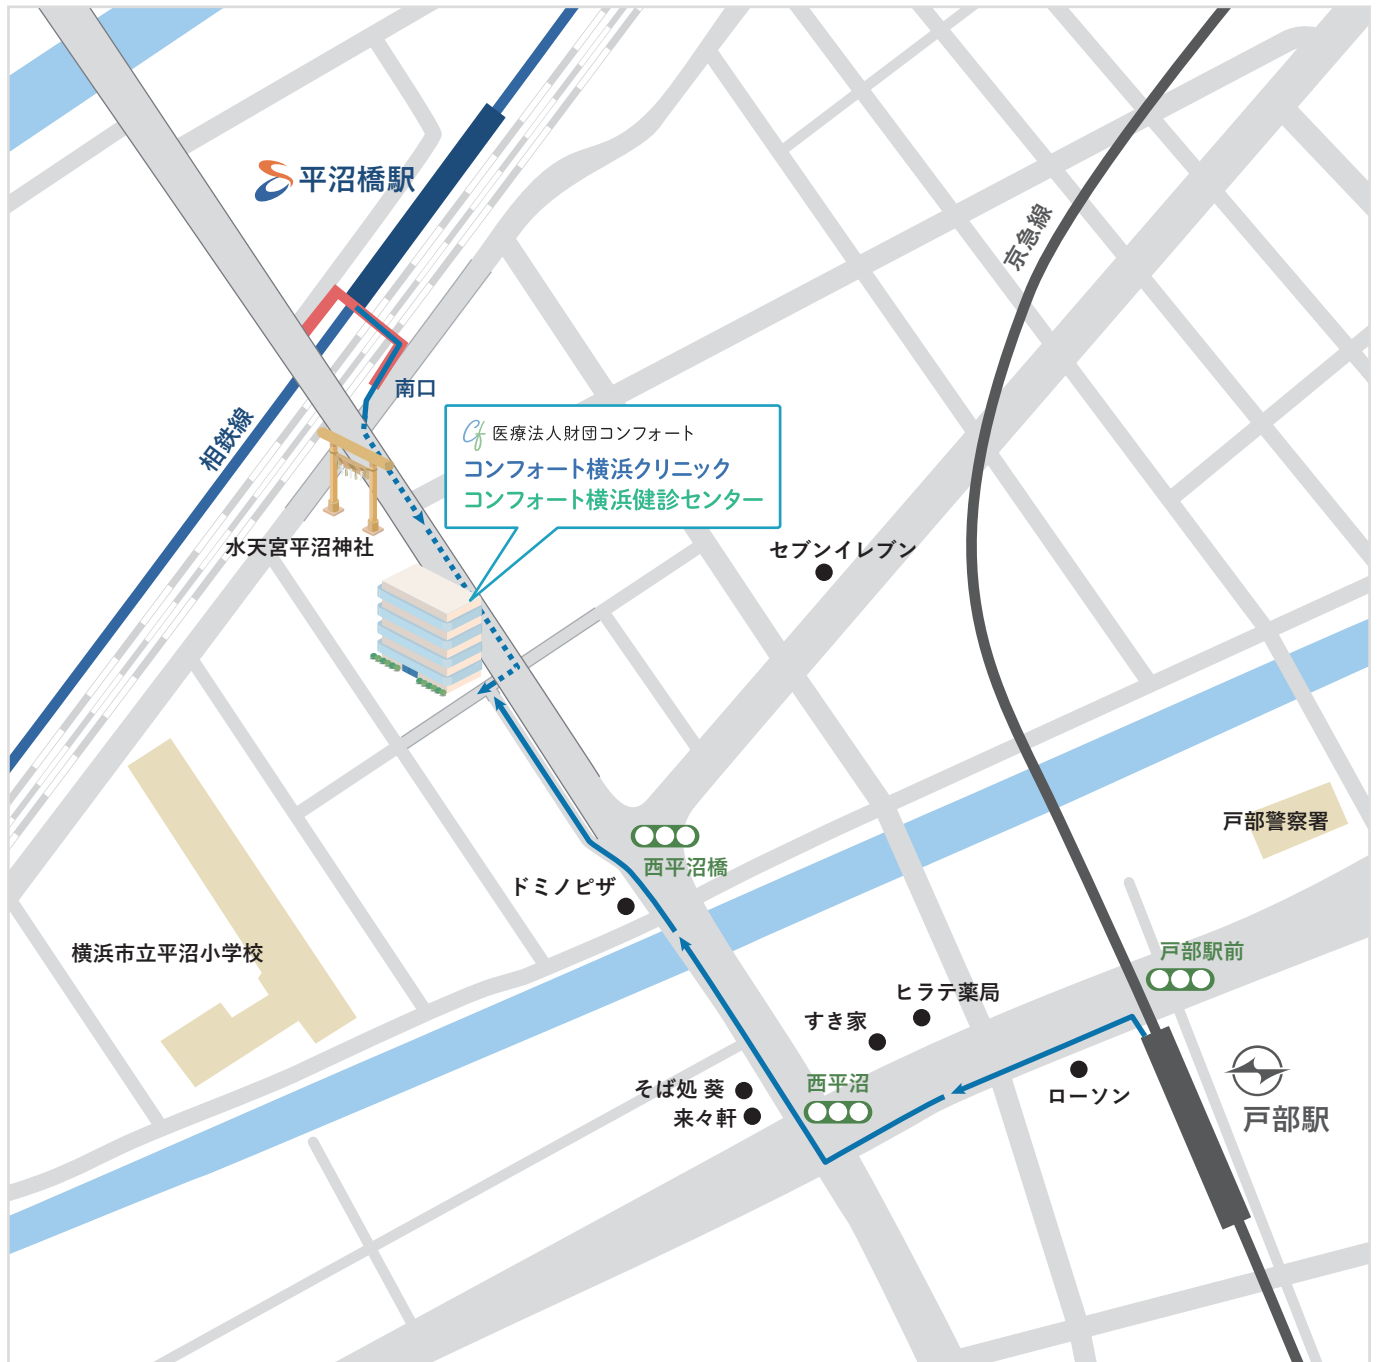 平沼橋駅
京急線
南口
相鉄線
Cf 医療法人財団コンフォート
コンフォート横浜クリニック
コンフォート横浜健診センター
水天宮平沼神社
セブンイレブン
戸部警察署
西平沼橋
ドミノピザ
横浜市立平沼小学校
戸部駅前
ヒラテ薬局
すき家
西平沼
そば処 葵
来々軒
ローソン
戸部駅